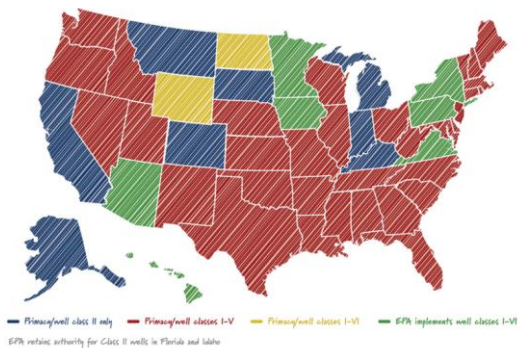 Primacy/well class II only
Primacy/well classes I-V
Primacy/well classes I-VI
EPA implements well classes I-VI
EPA retains authority for Class II wells in Florida and Idaho